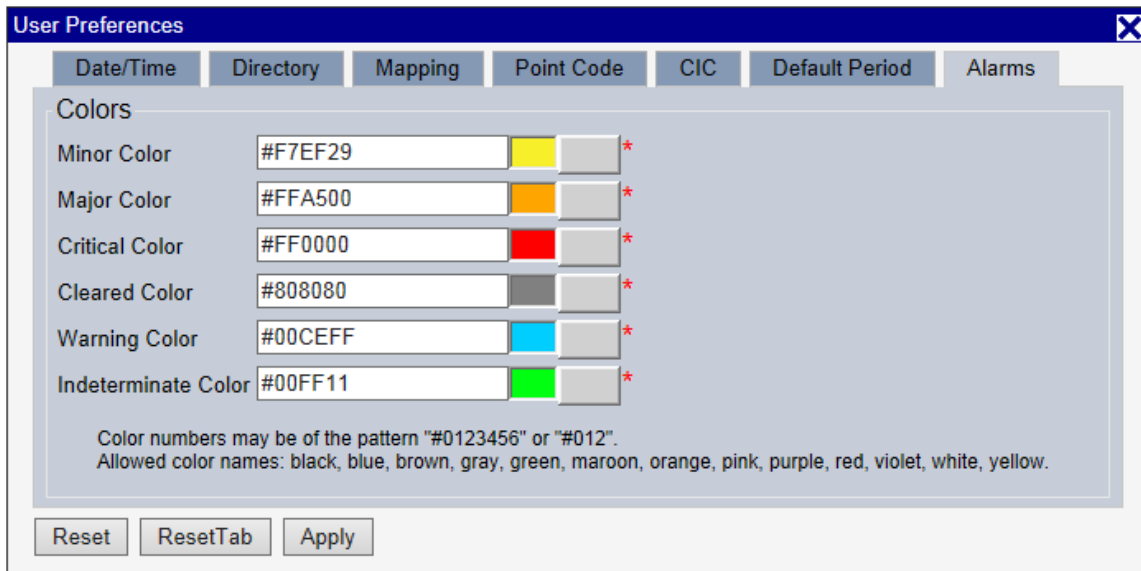 User Preferences
Date/Time Directory Mapping Point Code CIC Default Period Alarms
Colors
Minor Color #F7EF29 *
Major Color #FFA500 *
Critical Color #FF0000 *
Cleared Color #808080 *
Warning Color #00CEFF *
Indeterminate Color #00FF11 *
Color numbers may be of the pattern "#0123456" or "#012".
Allowed color names: black, blue, brown, gray, green, maroon, orange, pink, purple, red, violet, white, yellow.
Reset ResetTab Apply